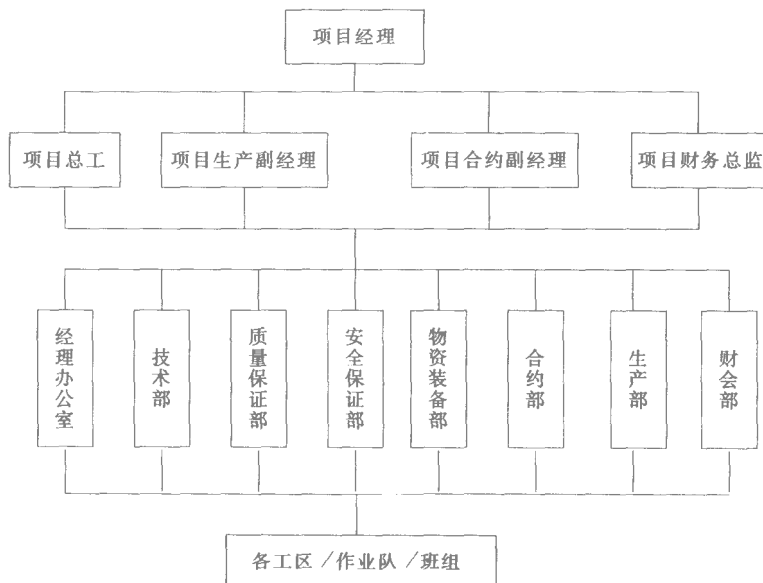 项目经理
项目总工
项目生产副经理
项目合约副经理
项目财务总监
经理办公室
技术部
质量保证部
安全保证部
物资装备部
合约部
生产部
财会部
各工区/作业队/班组